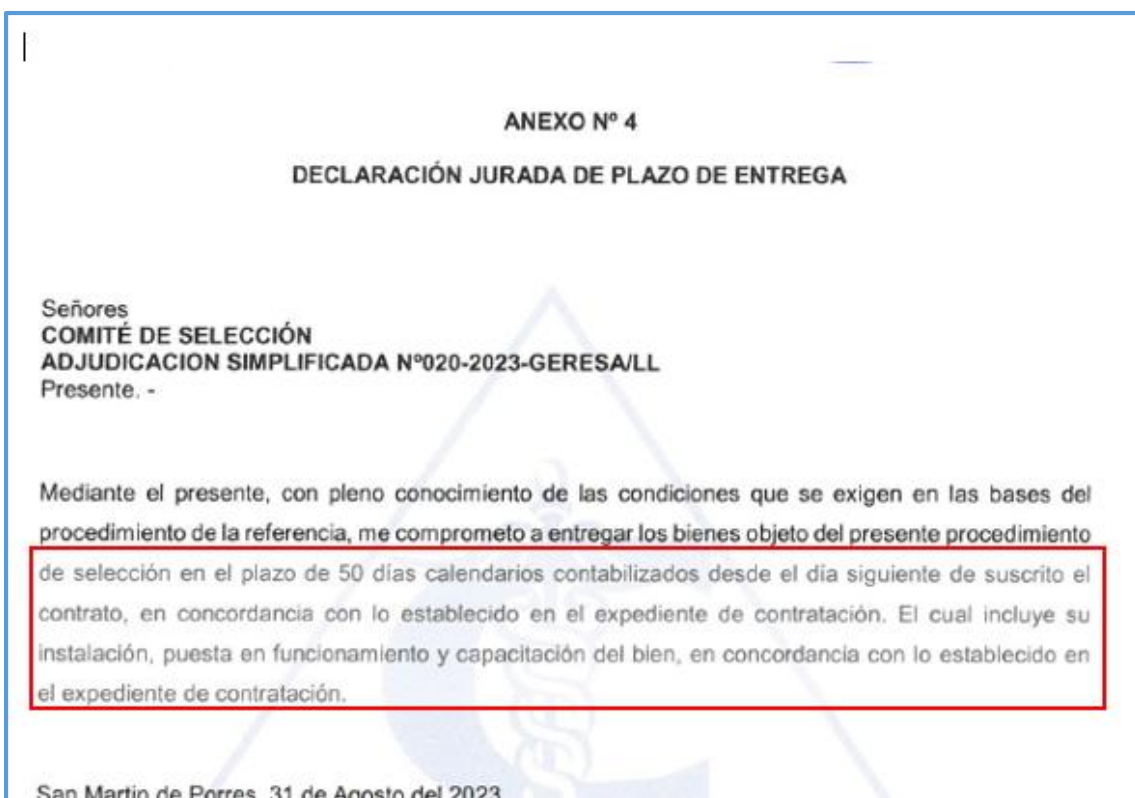 ANEXO Nº 4
DECLARACIÓN JURADA DE PLAZO DE ENTREGA
Señores
COMITÉ DE SELECCIÓN
ADJUDICACION SIMPLIFICADA Nº020-2023-GERESA/LL
Presente. -
Mediante el presente, con pleno conocimiento de las condiciones que se exigen en las bases del
procedimiento de la referencia, me comprometo a entregar los bienes objeto del presente procedimiento
de selección en el plazo de 50 días calendarios contabilizados desde el día siguiente de suscrito el
contrato, en concordancia con lo establecido en el expediente de contratación. El cual incluye su
instalación, puesta en funcionamiento y capacitación del bien, en concordancia con lo establecido en
el expediente de contratación.
San Martin de Porres, 31 de Agosto del 2023